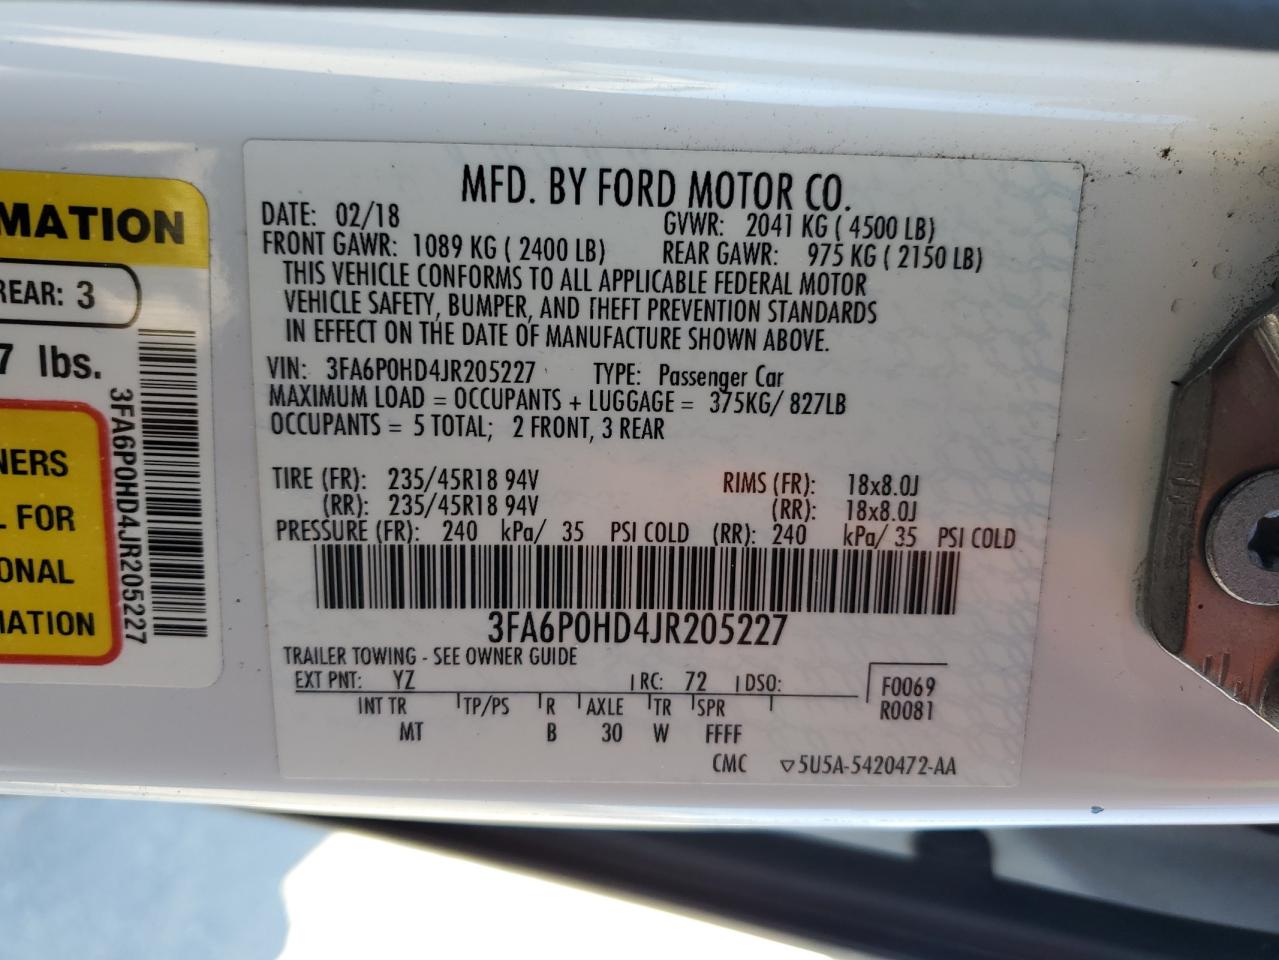 MATION
REAR: 3
7 lbs.
NERS
L FOR
ONAL
MATION
3FA6P0HD4JR205227
MFD. BY FORD MOTOR CO.
DATE: 02/18 GVWR: 2041 KG ( 4500 LB)
FRONT GAWR: 1089 KG ( 2400 LB) REAR GAWR: 975 KG ( 2150 LB)
THIS VEHICLE CONFORMS TO ALL APPLICABLE FEDERAL MOTOR
VEHICLE SAFETY, BUMPER, AND THEFT PREVENTION STANDARDS
IN EFFECT ON THE DATE OF MANUFACTURE SHOWN ABOVE.
VIN: 3FA6P0HD4JR205227 TYPE: Passenger Car
MAXIMUM LOAD = OCCUPANTS + LUGGAGE = 375KG/ 827LB
OCCUPANTS = 5 TOTAL; 2 FRONT, 3 REAR
TIRE (FR): 235/45R18 94V RIMS (FR): 18x8.0J
(RR): 235/45R18 94V (RR): 18x8.0J
PRESSURE (FR): 240 kPa/ 35 PSI COLD (RR): 240 kPa/ 35 PSI COLD
3FA6P0HD4JR205227
TRAILER TOWING - SEE OWNER GUIDE
EXT PNT: YZ RC: 72 DSO: F0069
INT TR TP/PS R AXLE TR SPR R0081
MT B 30 W FFFF
CMC ▽5U5A-5420472-AA